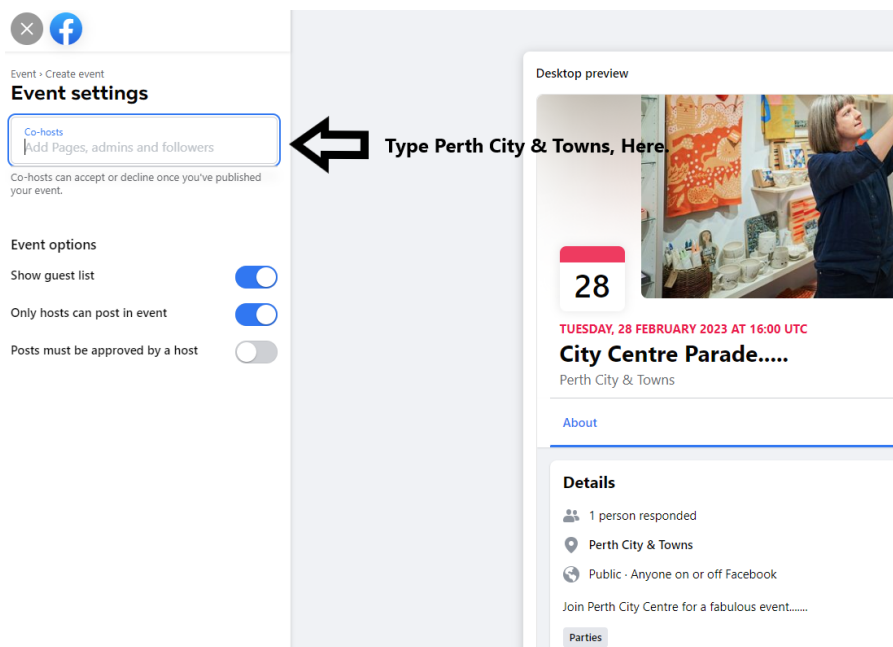 Event › Create event
Event settings
Co-hosts
Add Pages, admins and followers
Co-hosts can accept or decline once you've published
your event.
Event options
Show guest list
Only hosts can post in event
Posts must be approved by a host
Type Perth City & Towns, Here.
Desktop preview
28
TUESDAY, 28 FEBRUARY 2023 AT 16:00 UTC
City Centre Parade.....
Perth City & Towns
About
Details
1 person responded
Perth City & Towns
Public · Anyone on or off Facebook
Join Perth City Centre for a fabulous event.......
Parties